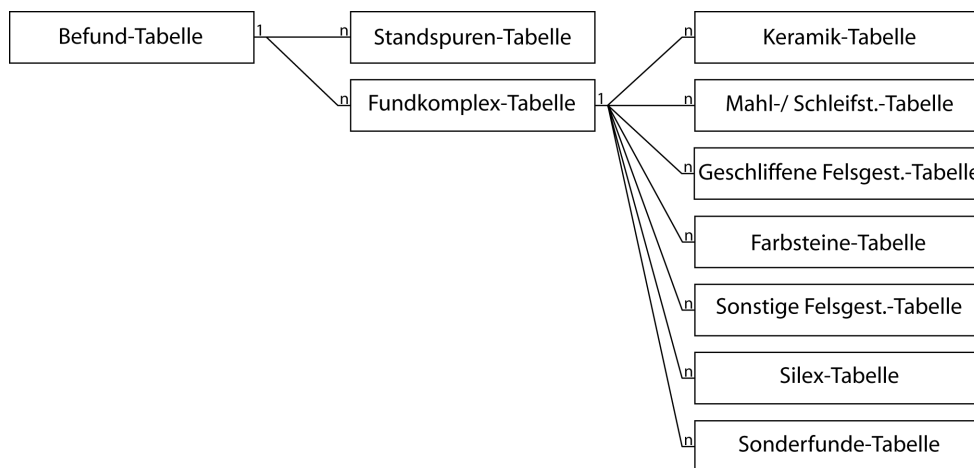 Befund-Tabelle
1
n
Standspuren-Tabelle
n
Fundkomplex-Tabelle
1
n
Keramik-Tabelle
n
Mahl-/ Schleifst.-Tabelle
n
Geschliffene Felsgest.-Tabelle
n
Farbsteine-Tabelle
n
Sonstige Felsgest.-Tabelle
n
Silex-Tabelle
n
Sonderfunde-Tabelle